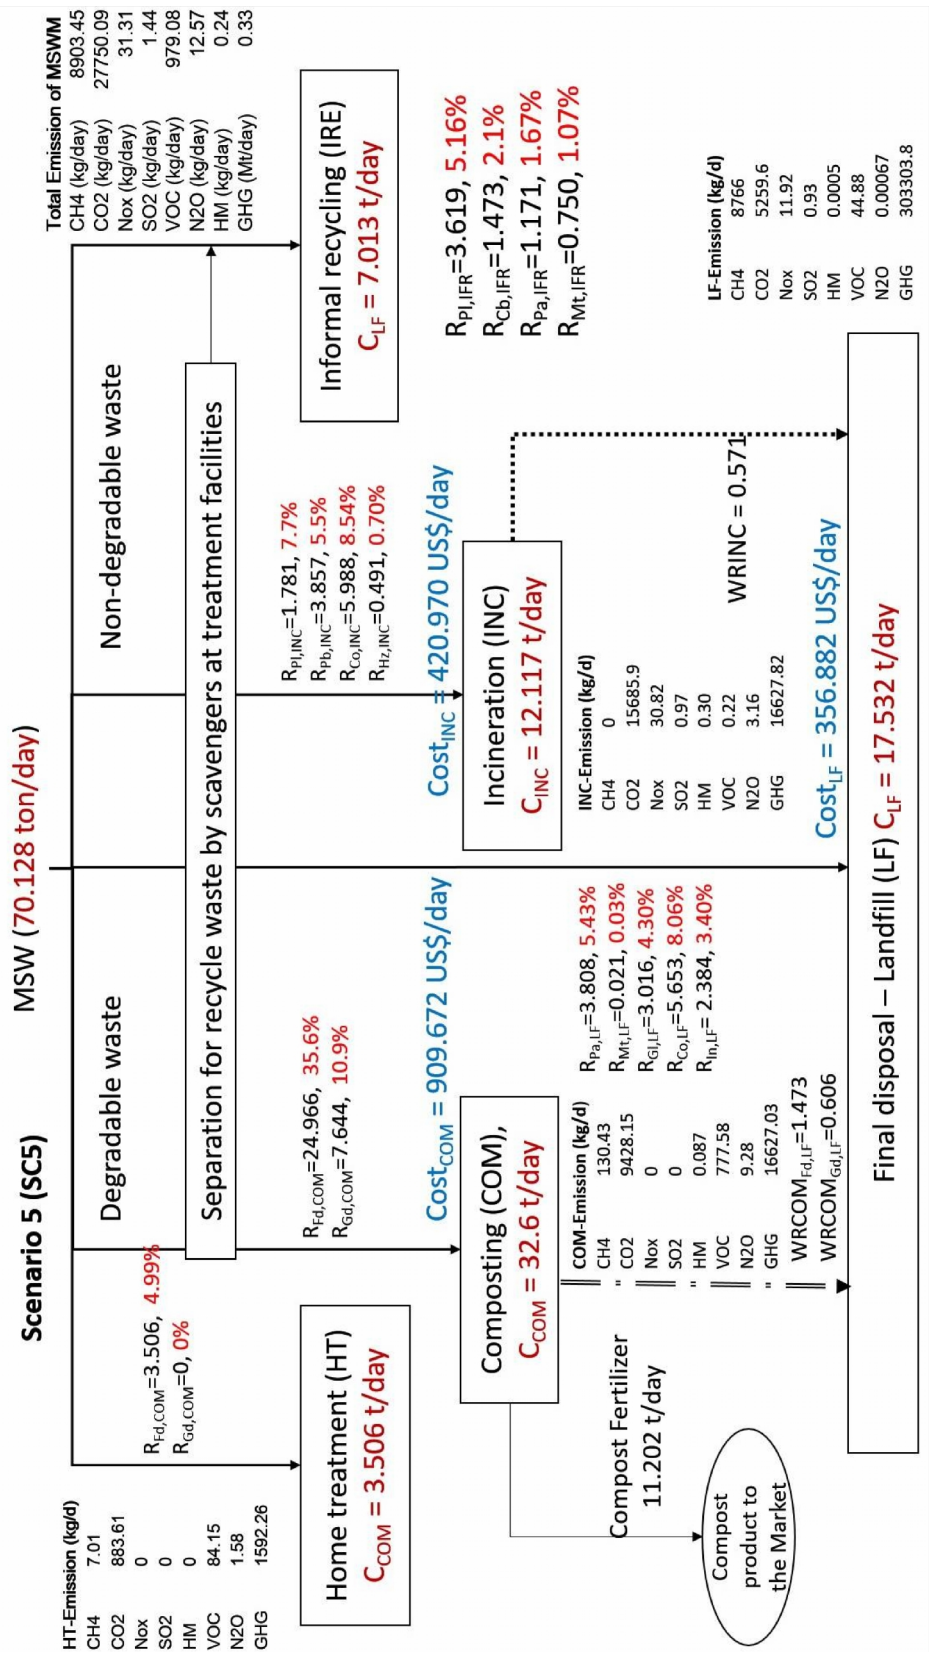 Scenario 5 (SC5)
MSW (70.128 ton/day)
Total Emission of MSWM
CH4 (kg/day) 8903.45
CO2 (kg/day) 27750.09
Nox (kg/day) 31.31
SO2 (kg/day) 1.44
VOC (kg/day) 979.08
N2O (kg/day) 12.57
HM (kg/day) 0.24
GHG (Mt/day) 0.33
HT-Emission (kg/d)
CH4 7.01
CO2 883.61
Nox 0
SO2 0
HM 0
VOC 84.15
N2O 1.58
GHG 1592.26
Degradable waste
Non-degradable waste
RFd,COM=3.506, 4.99%
RGd,COM=0, 0%
Separation for recycle waste by scavengers at treatment facilities
Home treatment (HT)
CCOM = 3.506 t/day
RFd,COM=24.966, 35.6%
RGd,COM=7.644, 10.9%
RPl,INC=1.781, 7.7%
RPb,INC=3.857, 5.5%
RCo,INC=5.988, 8.54%
RHz,INC=0.491, 0.70%
Informal recycling (IRE)
CLF = 7.013 t/day
CostCOM = 909.672 US$/day
CostINC = 420.970 US$/day
RPl,IFR=3.619, 5.16%
RCb,IFR=1.473, 2.1%
RPa,IFR=1.171, 1.67%
RMt,IFR=0.750, 1.07%
Composting (COM),
CCOM = 32.6 t/day
Incineration (INC)
CINC = 12.117 t/day
COM-Emission (kg/d)
CH4 130.43
CO2 9428.15
Nox 0
SO2 0
HM 0.087
VOC 777.58
N2O 9.28
GHG 16627.03
RPa,LF=3.808, 5.43%
RMt,LF=0.021, 0.03%
RGl,LF=3.016, 4.30%
RCo,LF=5.653, 8.06%
RIn,LF= 2.384, 3.40%
INC-Emission (kg/d)
CH4 0
CO2 15685.9
Nox 30.82
SO2 0.97
HM 0.30
VOC 0.22
N2O 3.16
GHG 16627.82
LF-Emission (kg/d)
CH4 8766
CO2 5259.6
Nox 11.92
SO2 0.93
HM 0.0005
VOC 44.88
N2O 0.00067
GHG 303303.8
Compost Fertilizer
11.202 t/day
WRINC = 0.571
WRCOMFd,LF=1.473
WRCOMGd,LF=0.606
CostLF = 356.882 US$/day
Compost
product to
the Market
Final disposal – Landfill (LF) CLF = 17.532 t/day